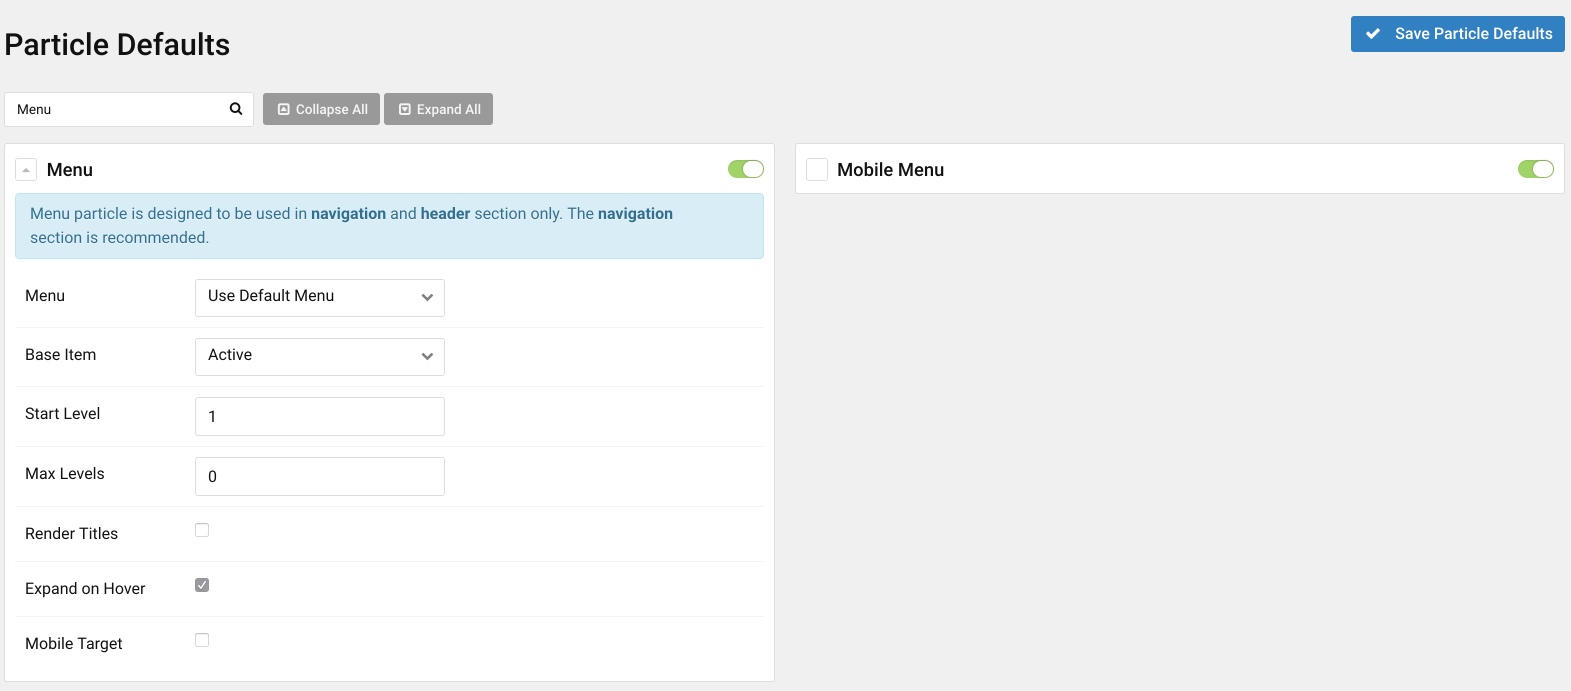 Particle Defaults
Save Particle Defaults
Menu
Collapse All
Expand All
Menu
Menu particle is designed to be used in navigation and header section only. The navigation
section is recommended.
Menu
Use Default Menu
Base Item
Active
Start Level
1
Max Levels
0
Render Titles
Expand on Hover
Mobile Target
Mobile Menu